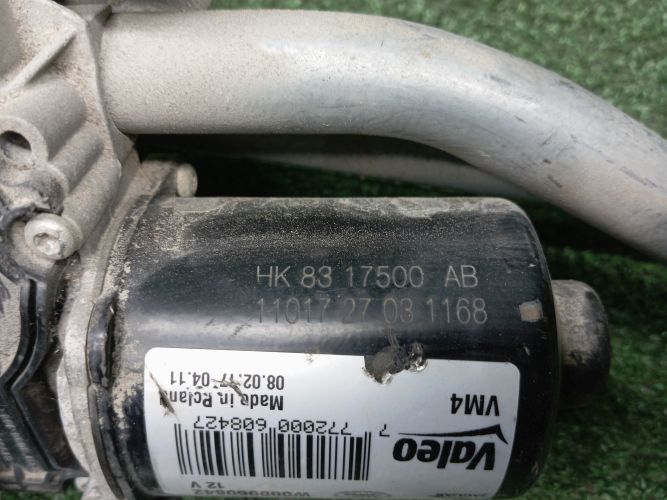 HK 83 17500 AB
11017 27 03 1168
08.02.17 04.11
Made in Polan
7 772000 608427
12 V
VM4
Valeo